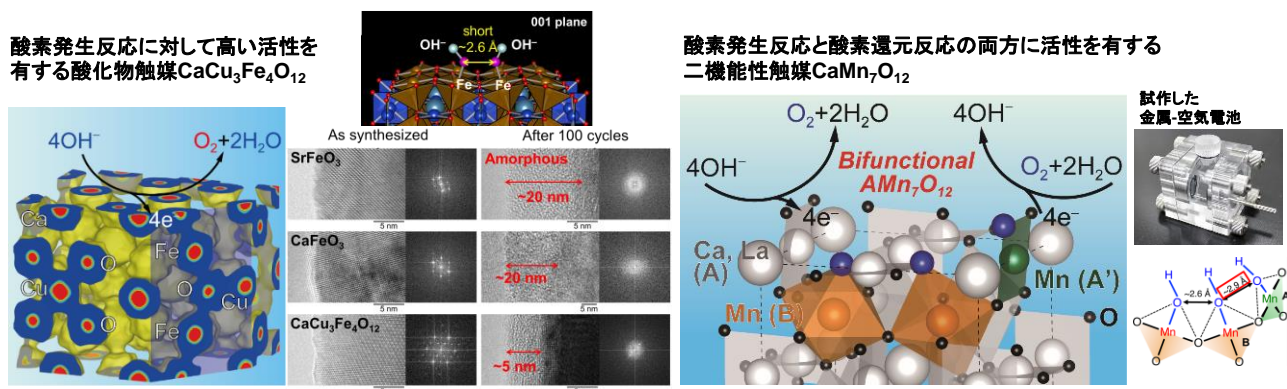 酸素発生反応に対して高い活性を
有する酸化物触媒CaCu₃Fe₄O₁₂
4OH⁻
O₂+2H₂O
4e⁻
Ca
Fe
O
Cu
O
Cu
O
Fe
001 plane
short
~2.6 Å
OH⁻
OH⁻
Fe
Fe
As synthesized
After 100 cycles
SrFeO₃
5 nm
Amorphous
~20 nm
5 nm
CaFeO₃
5 nm
~20 nm
5 nm
CaCu₃Fe₄O₁₂
~5 nm
酸素発生反応と酸素還元反応の両方に活性を有する
二機能性触媒CaMn₇O₁₂
O₂+2H₂O
4OH⁻
4OH⁻
Bifunctional
AMn₇O₁₂
O₂+2H₂O
4e⁻
4e⁻
Ca, La
(A)
Mn (A')
Mn (B)
O
試作した
金属-空気電池
H
H
O
~2.6 Å
~2.9 Å
O
O
O
Mn
A'
O
Mn
O
Mn
O
O
B
O
O